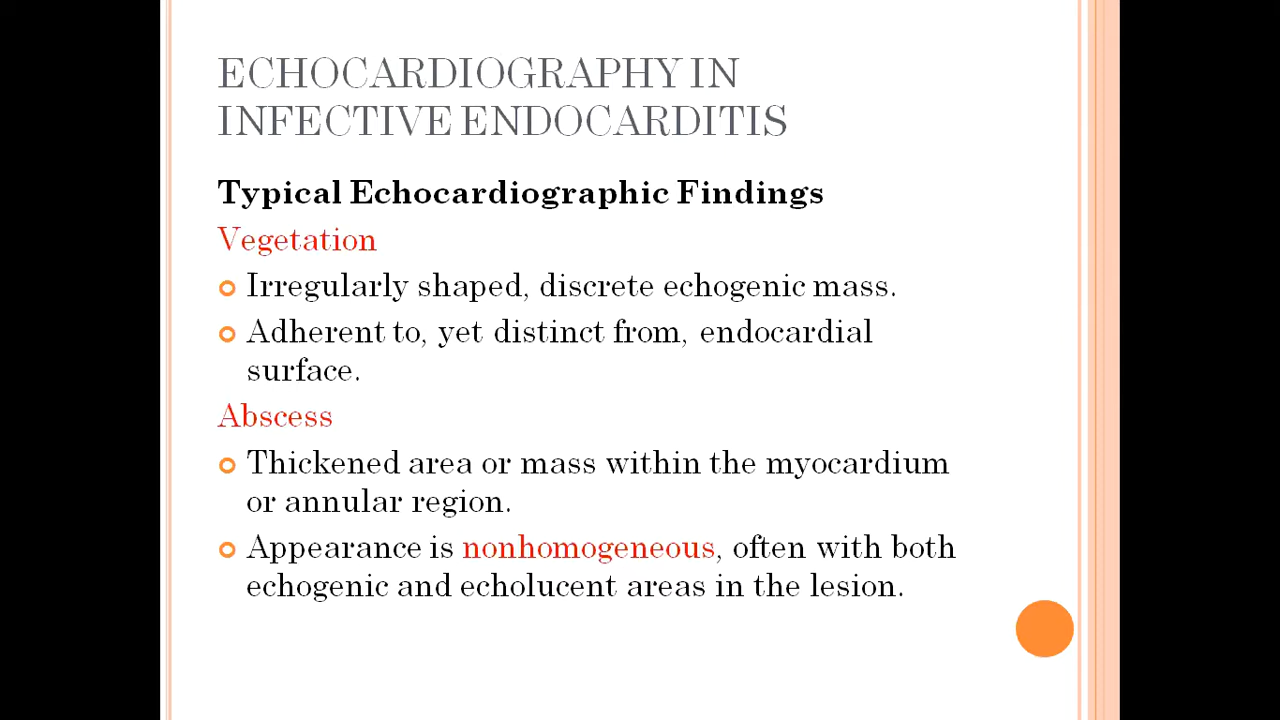 ECHOCARDIOGRAPHY IN
INFECTIVE ENDOCARDITIS
Typical Echocardiographic Findings
Vegetation
Irregularly shaped, discrete echogenic mass.
Adherent to, yet distinct from, endocardial
surface.
Abscess
Thickened area or mass within the myocardium
or annular region.
Appearance is nonhomogeneous, often with both
echogenic and echolucent areas in the lesion.